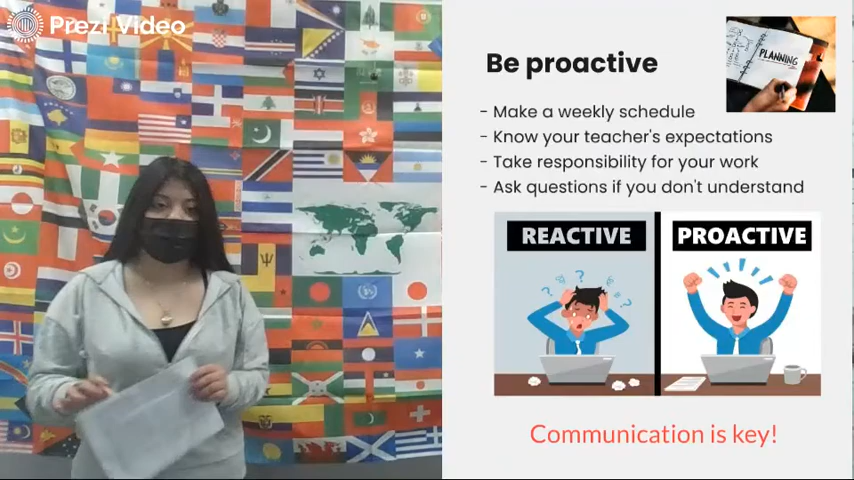 Prezi Video
Be proactive
PLANNING
- Make a weekly schedule
- Know your teacher's expectations
- Take responsibility for your work
- Ask questions if you don't understand
REACTIVE
PROACTIVE
Communication is key!